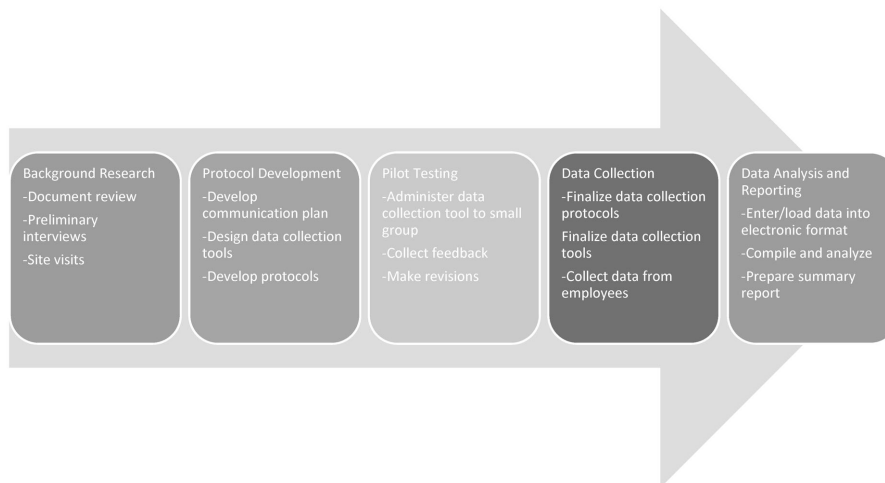 Background Research
-Document review
-Preliminary
interviews
-Site visits
Protocol Development
-Develop
communication plan
-Design data collection
tools
-Develop protocols
Pilot Testing
-Administer data
collection tool to small
group
-Collect feedback
-Make revisions
Data Collection
-Finalize data collection
protocols
Finalize data collection
tools
-Collect data from
employees
Data Analysis and
Reporting
-Enter/load data into
electronic format
-Compile and analyze
-Prepare summary
report